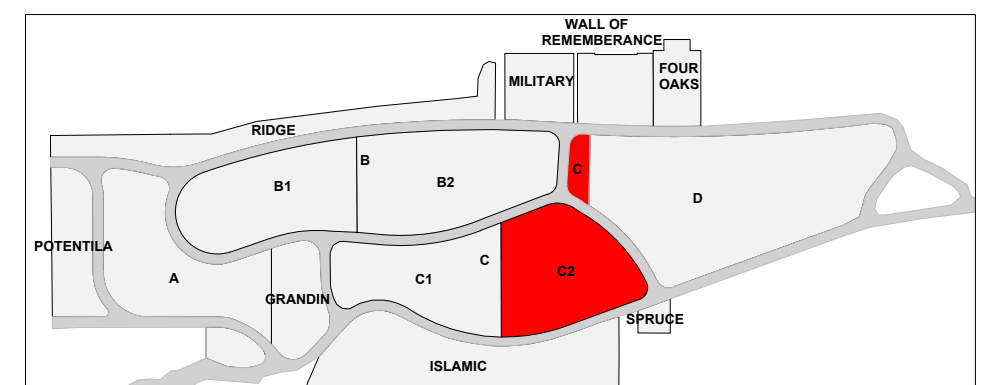 WALL OF
REMEMBERANCE
MILITARY
FOUR
OAKS
RIDGE
B
C
B1
B2
D
POTENTILA
C
A
C1
C2
GRANDIN
SPRUCE
ISLAMIC